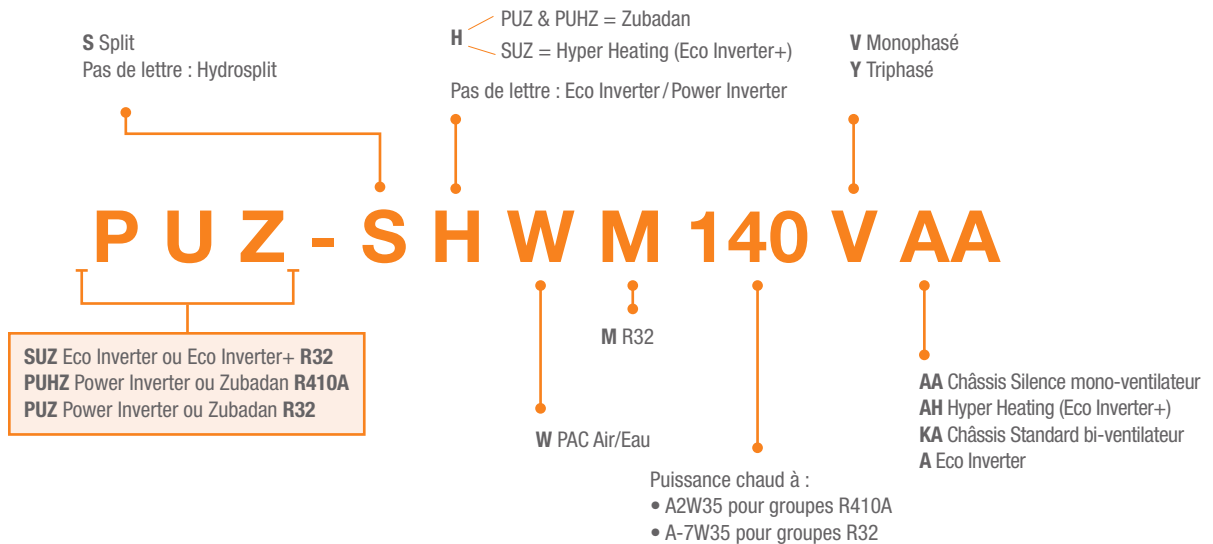 S Split
Pas de lettre : Hydrosplit
H
PUZ & PUHZ = Zubadan
SUZ = Hyper Heating (Eco Inverter+)
Pas de lettre : Eco Inverter / Power Inverter
V Monophasé
Y Triphasé
PUZ - SHWM 140 V AA
SUZ Eco Inverter ou Eco Inverter+ R32
PUHZ Power Inverter ou Zubadan R410A
PUZ Power Inverter ou Zubadan R32
W PAC Air/Eau
M R32
Puissance chaud à :
• A2W35 pour groupes R410A
• A-7W35 pour groupes R32
AA Châssis Silence mono-ventilateur
AH Hyper Heating (Eco Inverter+)
KA Châssis Standard bi-ventilateur
A Eco Inverter